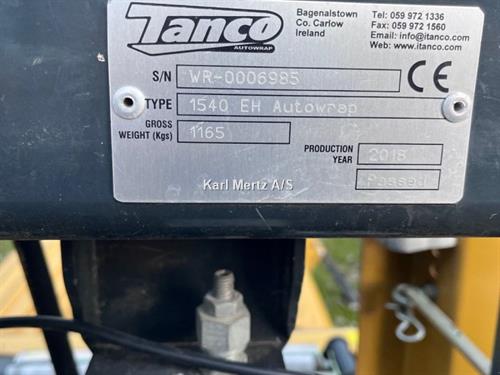 Tanco
AUTOWRAP
Bagenalstown
Co. Carlow
Ireland
Tel: 059 972 1336
Fax: 059 972 1560
Email: info@itanco.com
Web: www.itanco.com
S/N WR-0006985 CE
TYPE 1540 EH Autowrap
GROSS
WEIGHT (Kgs) 1165
PRODUCTION
YEAR 2018
Passed
Karl Mertz A/S